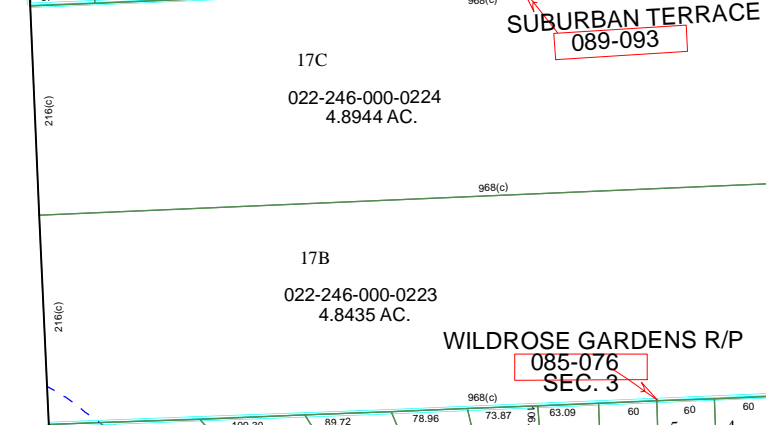 968(c)
SUBURBAN TERRACE
089-093
17C
022-246-000-0224
4.8944 AC.
216(c)
968(c)
17B
022-246-000-0223
4.8435 AC.
216(c)
WILDROSE GARDENS R/P
085-076
SEC. 3
968(c)
89.72
78.96
73.87
63.09
60
60
60